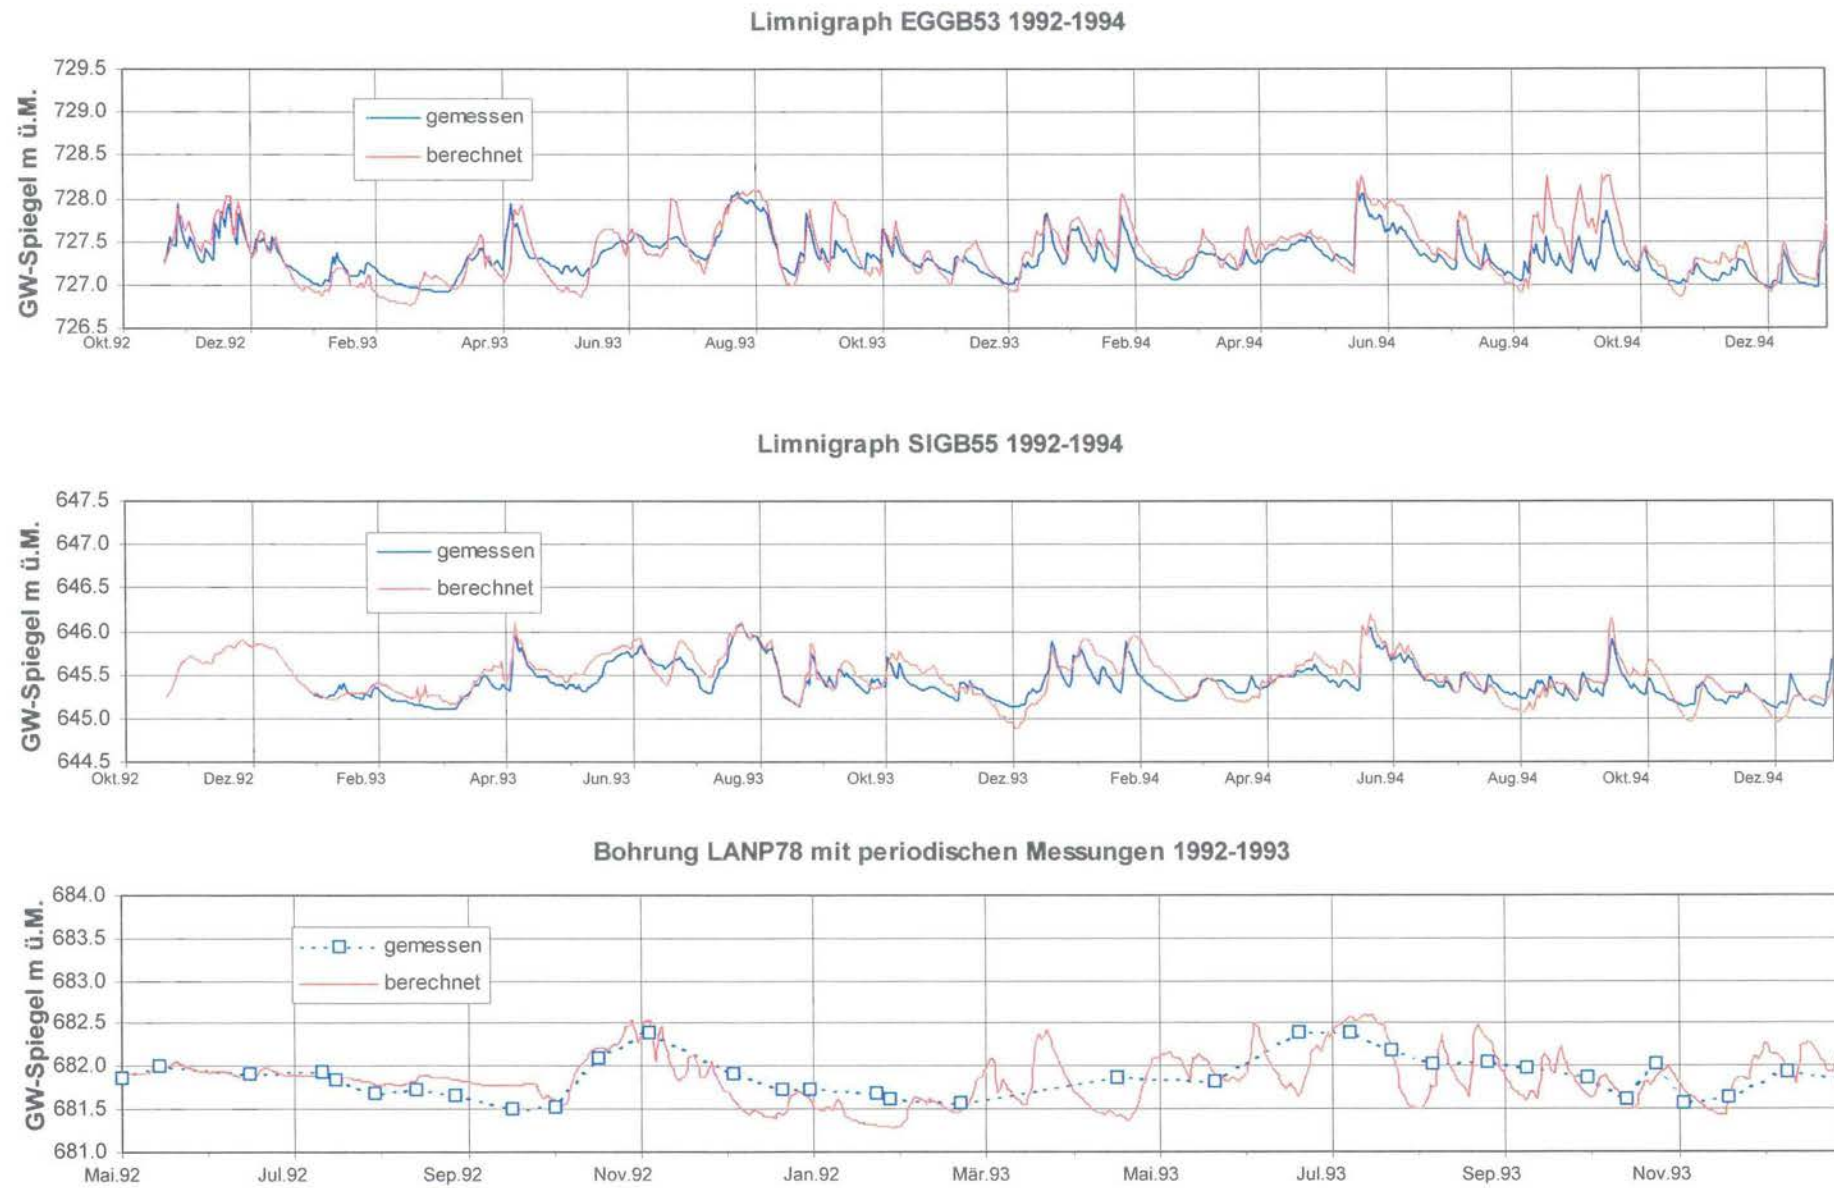 Limnigraph EGGB53 1992-1994
GW-Spiegel m ü.M.
729.5
729.0
728.5
728.0
727.5
727.0
726.5
gemessen
berechnet
Okt.92 Dez.92 Feb.93 Apr.93 Jun.93 Aug.93 Okt.93 Dez.93 Feb.94 Apr.94 Jun.94 Aug.94 Okt.94 Dez.94
Limnigraph SIGB55 1992-1994
GW-Spiegel m ü.M.
647.5
647.0
646.5
646.0
645.5
645.0
644.5
gemessen
berechnet
Okt.92 Dez.92 Feb.93 Apr.93 Jun.93 Aug.93 Okt.93 Dez.93 Feb.94 Apr.94 Jun.94 Aug.94 Okt.94 Dez.94
Bohrung LANP78 mit periodischen Messungen 1992-1993
GW-Spiegel m ü.M.
684.0
683.5
683.0
682.5
682.0
681.5
681.0
gemessen
berechnet
Mai.92 Jul.92 Sep.92 Nov.92 Jan.92 Mär.93 Mai.93 Jul.93 Sep.93 Nov.93